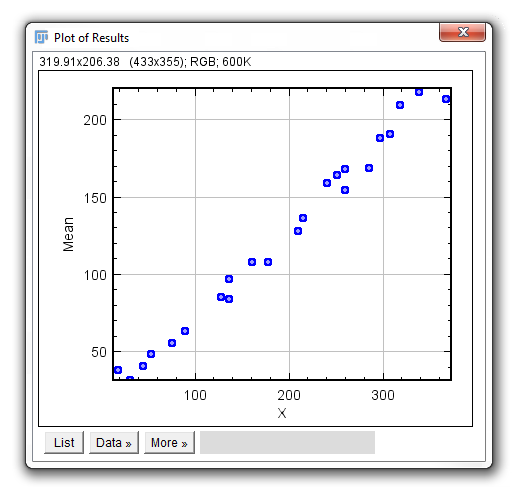 Plot of Results
319.91x206.38 (433x355); RGB; 600K
200
150
100
50
Mean
100 200 300
X
List Data » More »